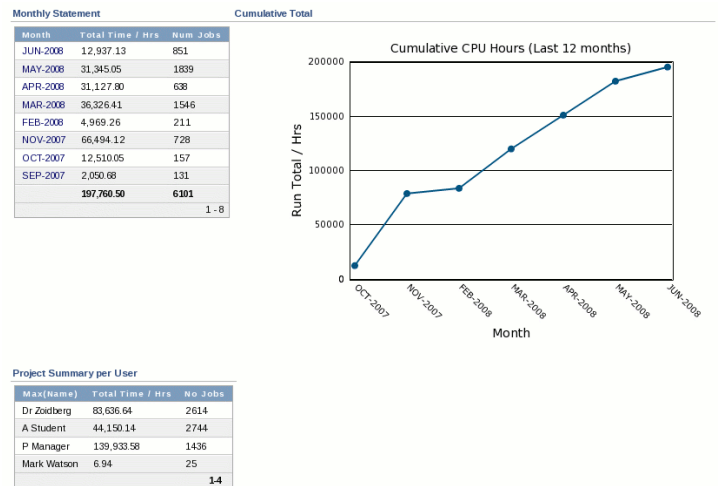 Monthly Statement
Month Total Time / Hrs Num Jobs
JUN-2008 12,937.13 851
MAY-2008 31,345.05 1839
APR-2008 31,127.80 638
MAR-2008 36,326.41 1546
FEB-2008 4,969.26 211
NOV-2007 66,494.12 728
OCT-2007 12,510.05 157
SEP-2007 2,050.68 131
197,760.50 6101
1 - 8
Cumulative Total
Cumulative CPU Hours (Last 12 months)
Run Total / Hrs
200000
150000
100000
50000
0
OCT-2007 NOV-2007 FEB-2008 MAR-2008 APR-2008 MAY-2008 JUN-2008
Month
Project Summary per User
Max(Name) Total Time / Hrs No Jobs
Dr Zoidberg 83,636.64 2614
A Student 44,150.14 2744
P Manager 139,933.58 1436
Mark Watson 6.94 25
1-4